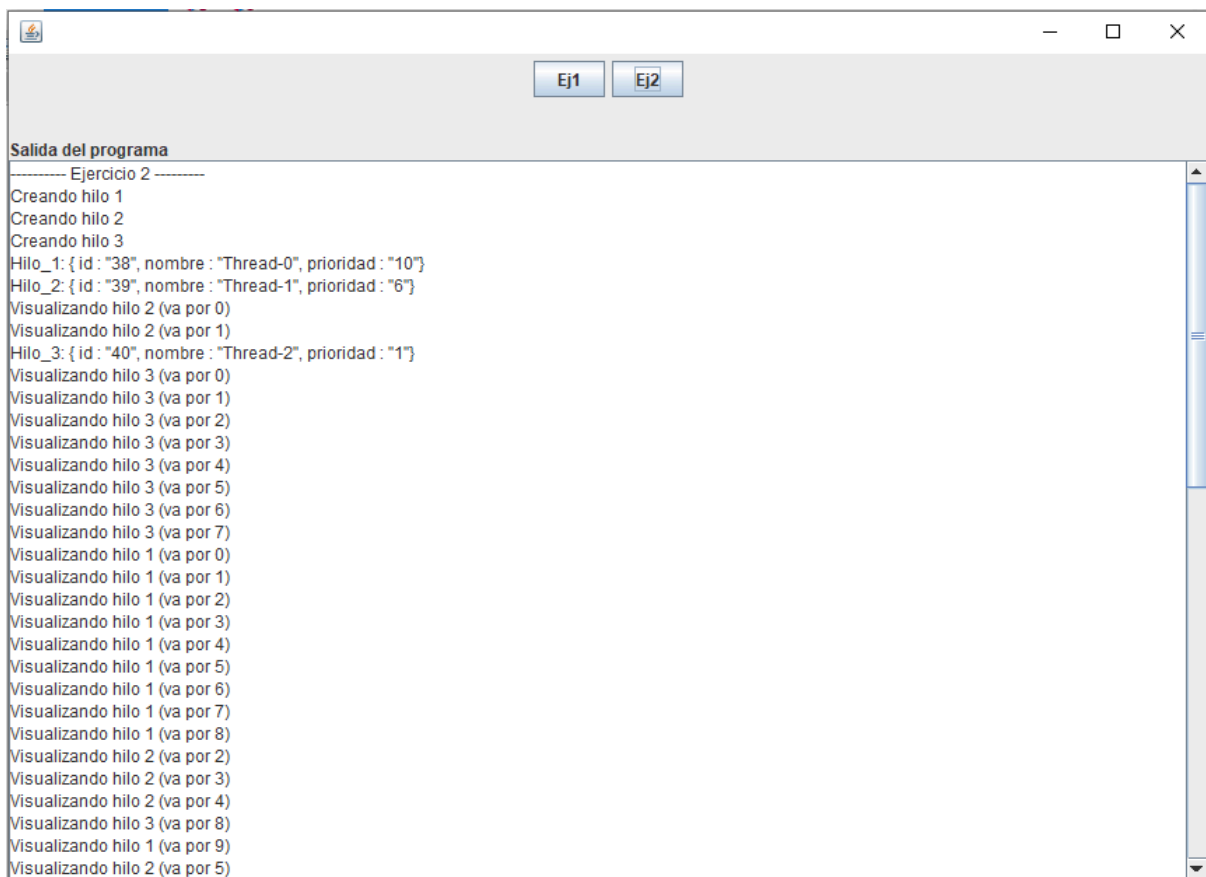 Ej1 Ej2
Salida del programa
---------- Ejercicio 2 ---------
Creando hilo 1
Creando hilo 2
Creando hilo 3
Hilo_1: { id : "38", nombre : "Thread-0", prioridad : "10"}
Hilo_2: { id : "39", nombre : "Thread-1", prioridad : "6"}
Visualizando hilo 2 (va por 0)
Visualizando hilo 2 (va por 1)
Hilo_3: { id : "40", nombre : "Thread-2", prioridad : "1"}
Visualizando hilo 3 (va por 0)
Visualizando hilo 3 (va por 1)
Visualizando hilo 3 (va por 2)
Visualizando hilo 3 (va por 3)
Visualizando hilo 3 (va por 4)
Visualizando hilo 3 (va por 5)
Visualizando hilo 3 (va por 6)
Visualizando hilo 3 (va por 7)
Visualizando hilo 1 (va por 0)
Visualizando hilo 1 (va por 1)
Visualizando hilo 1 (va por 2)
Visualizando hilo 1 (va por 3)
Visualizando hilo 1 (va por 4)
Visualizando hilo 1 (va por 5)
Visualizando hilo 1 (va por 6)
Visualizando hilo 1 (va por 7)
Visualizando hilo 1 (va por 8)
Visualizando hilo 2 (va por 2)
Visualizando hilo 2 (va por 3)
Visualizando hilo 2 (va por 4)
Visualizando hilo 3 (va por 8)
Visualizando hilo 1 (va por 9)
Visualizando hilo 2 (va por 5)